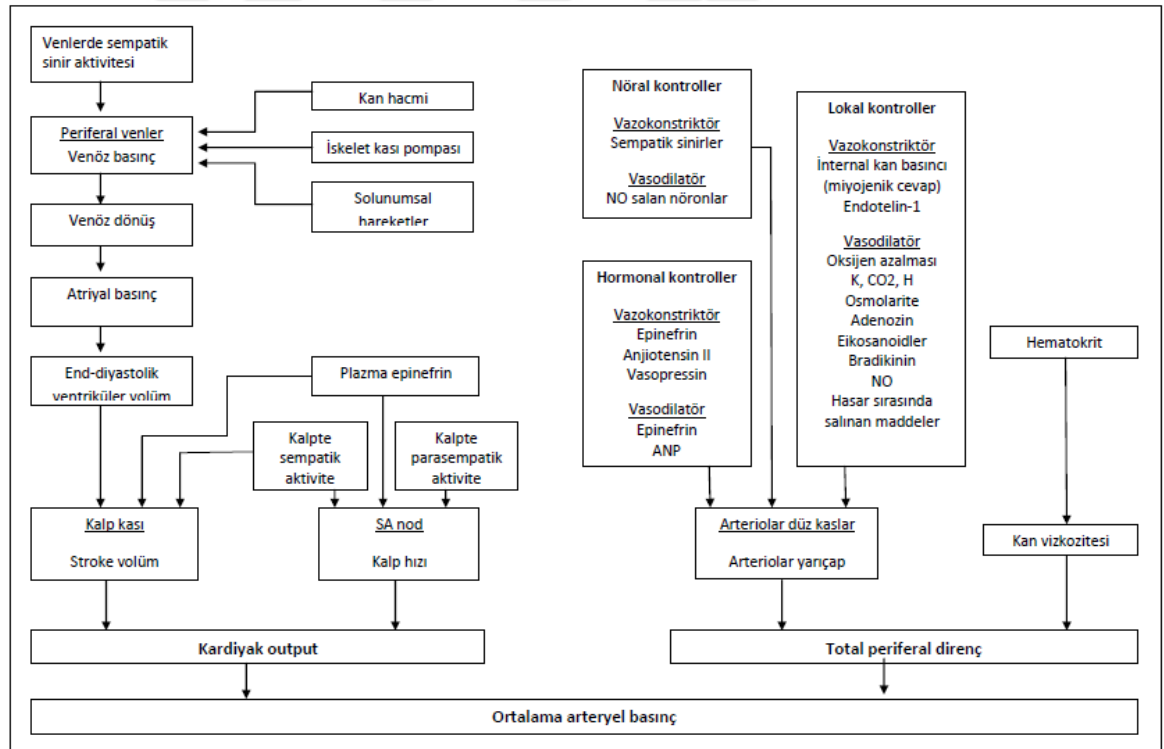 Venlerde sempatik
sinir aktivitesi
Kan hacmi
Periferal venler
Venöz basınç
İskelet kası pompası
Solunumsal
hareketler
Venöz dönüş
Atriyal basınç
End-diyastolik
ventriküler volüm
Plazma epinefrin
Kalpte
sempatik
aktivite
Kalpte
parasempatik
aktivite
Kalp kası
Stroke volüm
SA nod
Kalp hızı
Kardiyak output
Nöral kontroller
Vazokonstriktör
Sempatik sinirler
Vasodilatör
NO salan nöronlar
Hormonal kontroller
Vazokonstriktör
Epinefrin
Anjiotensin II
Vasopressin
Vasodilatör
Epinefrin
ANP
Lokal kontroller
Vazokonstriktör
İnternal kan basıncı
(miyojenik cevap)
Endotelin-1
Vasodilatör
Oksijen azalması
K, CO2, H
Osmolarite
Adenozin
Eikosanoidler
Bradikinin
NO
Hasar sırasında
salınan maddeler
Hematokrit
Arteriolar düz kaslar
Arteriolar yarıçap
Kan vizkozitesi
Total periferal direnç
Ortalama arteryel basınç